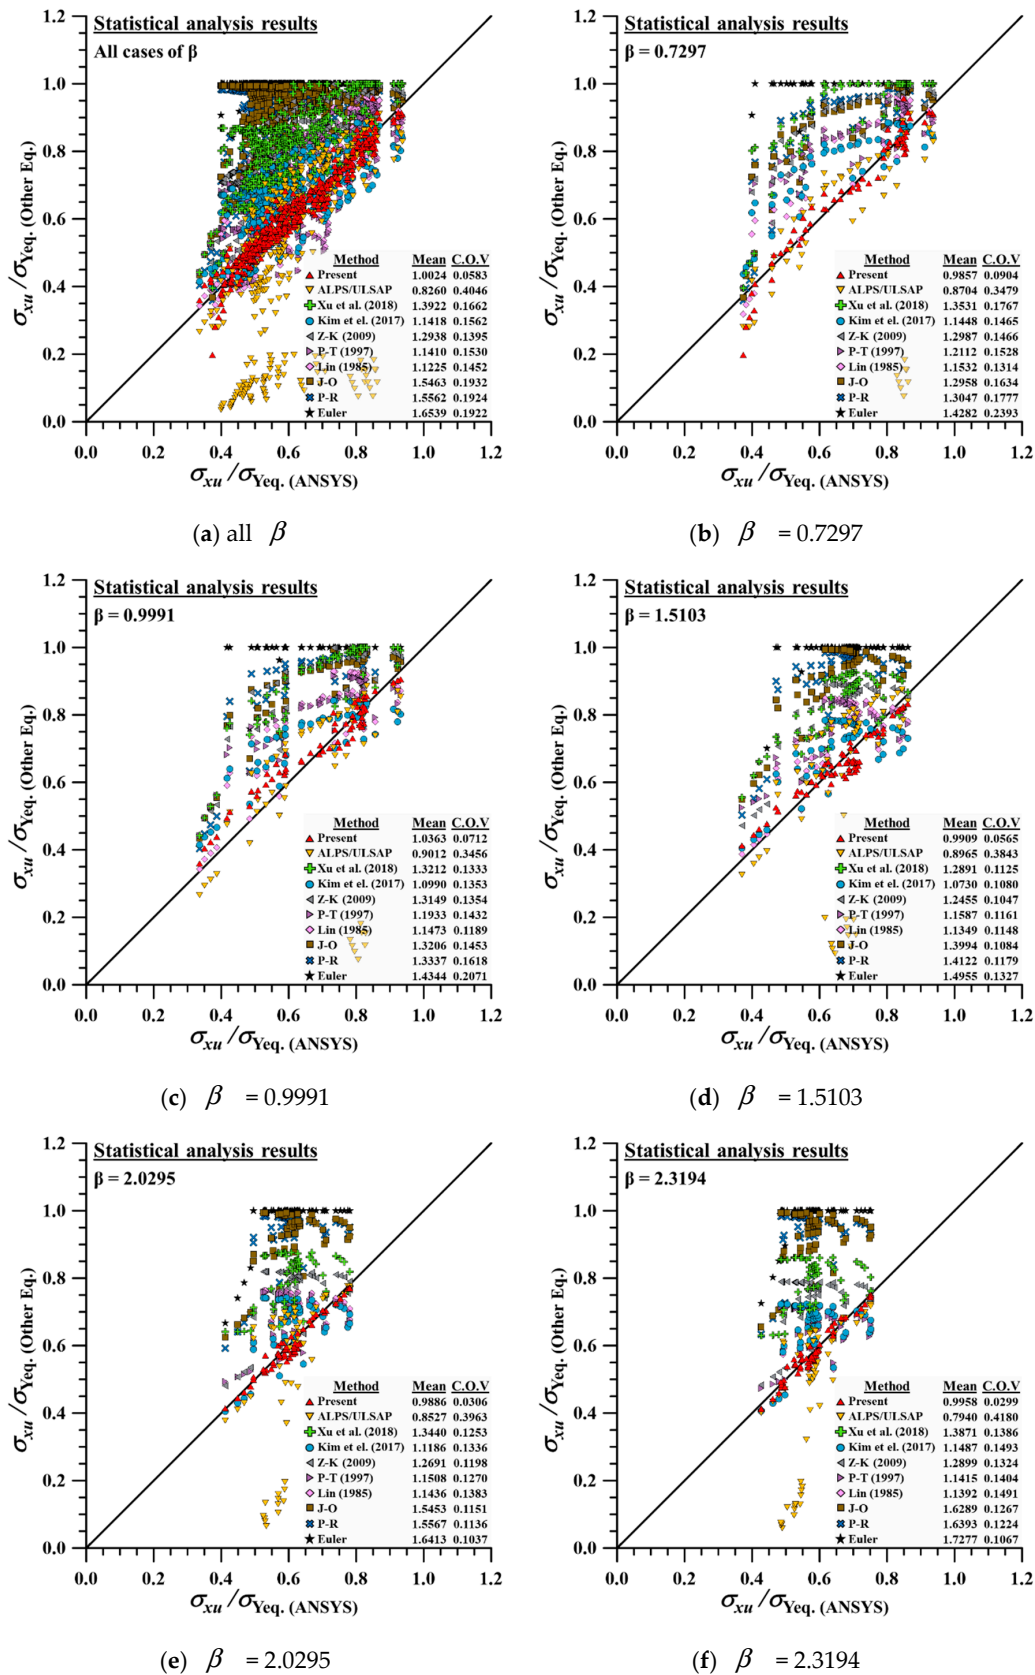 Statistical analysis results
All cases of β
Method Mean C.O.V
Present 1.0024 0.0583
ALPS/ULSAP 0.8260 0.4046
Xu et al. (2018) 1.3922 0.1662
Kim et el. (2017) 1.1418 0.1562
Z-K (2009) 1.2938 0.1395
P-T (1997) 1.1410 0.1530
Lin (1985) 1.1225 0.1452
J-O 1.5463 0.1932
P-R 1.5562 0.1924
Euler 1.6539 0.1922
1.2
1.0
0.8
0.6
0.4
0.2
0.0
0.0 0.2 0.4 0.6 0.8 1.0 1.2
σxu/σYeq. (Other Eq.)
σxu/σYeq. (ANSYS)
(a) all β
Statistical analysis results
β = 0.7297
Method Mean C.O.V
Present 0.9857 0.0904
ALPS/ULSAP 0.8704 0.3479
Xu et al. (2018) 1.3531 0.1767
Kim et el. (2017) 1.1448 0.1465
Z-K (2009) 1.2987 0.1466
P-T (1997) 1.2112 0.1528
Lin (1985) 1.1532 0.1314
J-O 1.2958 0.1634
P-R 1.3047 0.1777
Euler 1.4282 0.2393
1.2
1.0
0.8
0.6
0.4
0.2
0.0
0.0 0.2 0.4 0.6 0.8 1.0 1.2
σxu/σYeq. (Other Eq.)
σxu/σYeq. (ANSYS)
(b) β = 0.7297
Statistical analysis results
β = 0.9991
Method Mean C.O.V
Present 1.0363 0.0712
ALPS/ULSAP 0.9012 0.3456
Xu et al. (2018) 1.3212 0.1333
Kim et el. (2017) 1.0990 0.1353
Z-K (2009) 1.3149 0.1354
P-T (1997) 1.1933 0.1432
Lin (1985) 1.1473 0.1189
J-O 1.3206 0.1453
P-R 1.3337 0.1618
Euler 1.4344 0.2071
1.2
1.0
0.8
0.6
0.4
0.2
0.0
0.0 0.2 0.4 0.6 0.8 1.0 1.2
σxu/σYeq. (Other Eq.)
σxu/σYeq. (ANSYS)
(c) β = 0.9991
Statistical analysis results
β = 1.5103
Method Mean C.O.V
Present 0.9909 0.0565
ALPS/ULSAP 0.8965 0.3843
Xu et al. (2018) 1.2891 0.1125
Kim et el. (2017) 1.0730 0.1080
Z-K (2009) 1.2455 0.1047
P-T (1997) 1.1587 0.1161
Lin (1985) 1.1349 0.1148
J-O 1.3994 0.1084
P-R 1.4122 0.1179
Euler 1.4955 0.1327
1.2
1.0
0.8
0.6
0.4
0.2
0.0
0.0 0.2 0.4 0.6 0.8 1.0 1.2
σxu/σYeq. (Other Eq.)
σxu/σYeq. (ANSYS)
(d) β = 1.5103
Statistical analysis results
β = 2.0295
Method Mean C.O.V
Present 0.9886 0.0306
ALPS/ULSAP 0.8527 0.3963
Xu et al. (2018) 1.3440 0.1253
Kim et el. (2017) 1.1186 0.1336
Z-K (2009) 1.2691 0.1198
P-T (1997) 1.1508 0.1270
Lin (1985) 1.1436 0.1383
J-O 1.5453 0.1151
P-R 1.5567 0.1136
Euler 1.6413 0.1037
1.2
1.0
0.8
0.6
0.4
0.2
0.0
0.0 0.2 0.4 0.6 0.8 1.0 1.2
σxu/σYeq. (Other Eq.)
σxu/σYeq. (ANSYS)
(e) β = 2.0295
Statistical analysis results
β = 2.3194
Method Mean C.O.V
Present 0.9958 0.0299
ALPS/ULSAP 0.7940 0.4180
Xu et al. (2018) 1.3871 0.1386
Kim et el. (2017) 1.1487 0.1493
Z-K (2009) 1.2899 0.1324
P-T (1997) 1.1415 0.1404
Lin (1985) 1.1392 0.1491
J-O 1.6289 0.1267
P-R 1.6393 0.1224
Euler 1.7277 0.1067
1.2
1.0
0.8
0.6
0.4
0.2
0.0
0.0 0.2 0.4 0.6 0.8 1.0 1.2
σxu/σYeq. (Other Eq.)
σxu/σYeq. (ANSYS)
(f) β = 2.3194